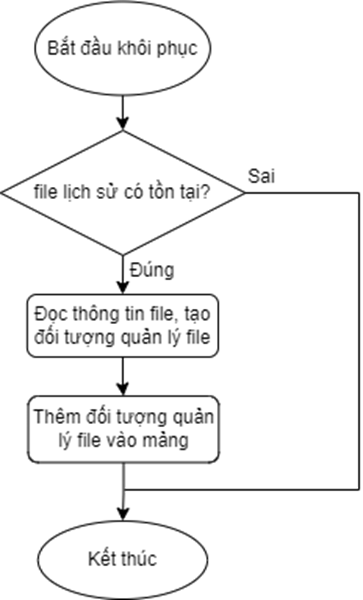 Bắt đầu khôi phục
file lịch sử có tồn tại?
Sai
Đúng
Đọc thông tin file, tạo
đối tượng quản lý file
Thêm đối tượng quản
lý file vào mảng
Kết thúc